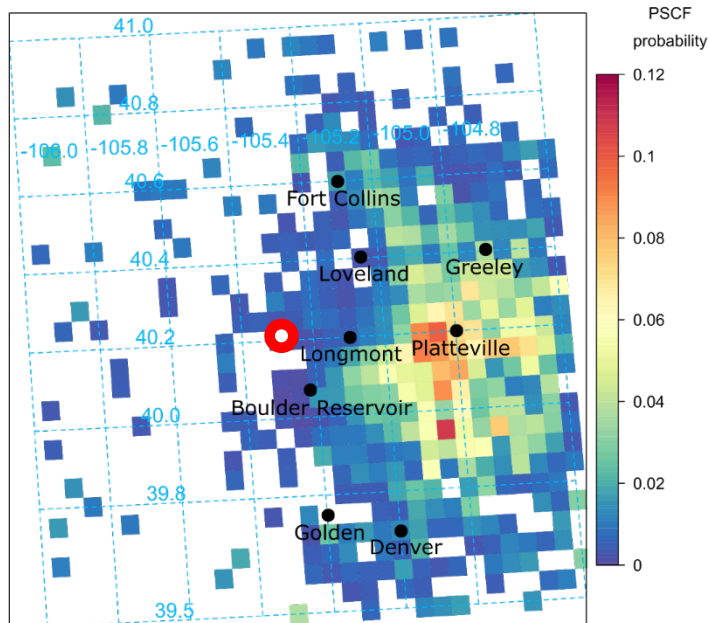 PSCF
probability
41.0
40.8
-106.0 -105.8 -105.6 -105.4 -105.2 -105.0 -104.8
40.6
Fort Collins
40.4
Loveland
Greeley
40.2
Longmont
Platteville
Boulder Reservoir
40.0
39.8
Golden
Denver
39.5
0.12
0.1
0.08
0.06
0.04
0.02
0